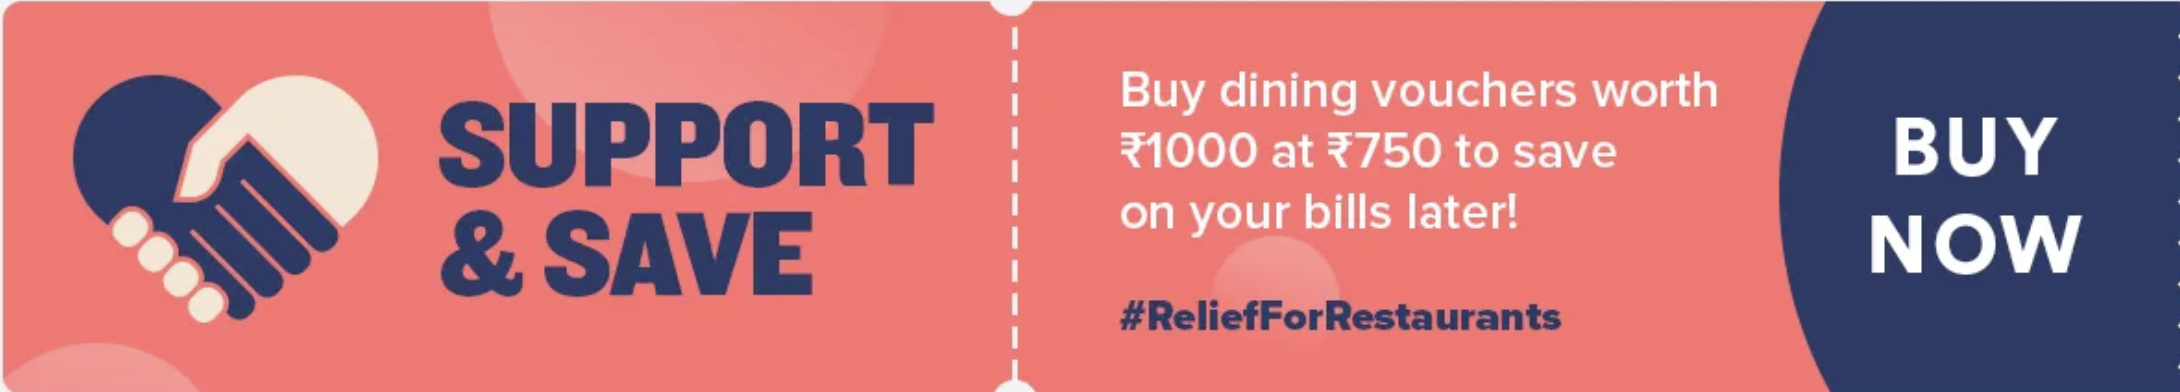 SUPPORT
& SAVE
Buy dining vouchers worth
₹1000 at ₹750 to save
on your bills later!
#ReliefForRestaurants
BUY
NOW